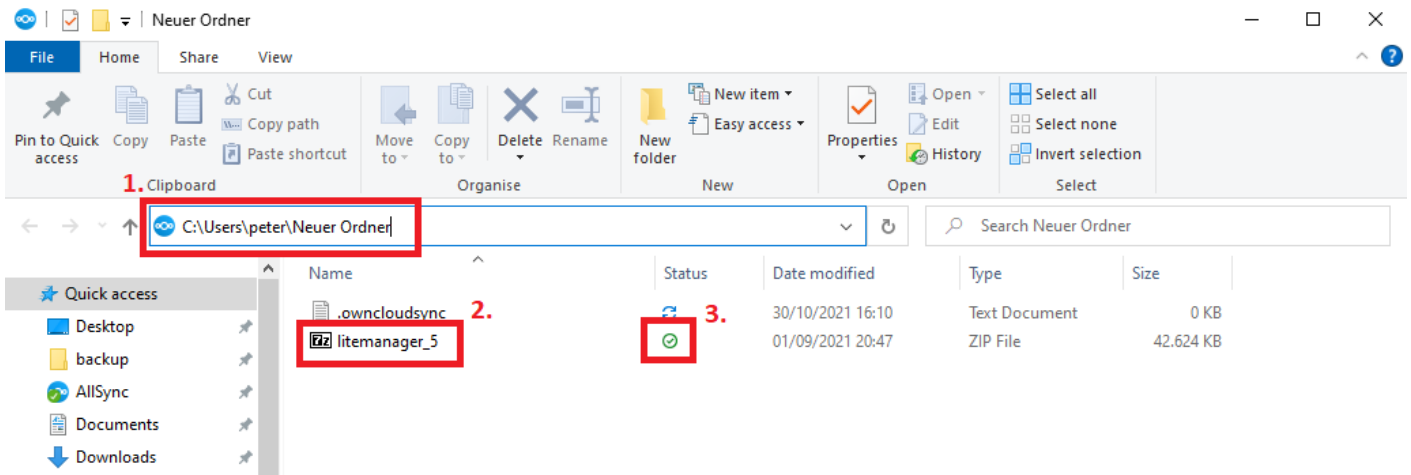 Neuer Ordner
File Home Share View
Pin to Quick access
Copy
Paste
Cut
Copy path
Paste shortcut
Move to
Copy to
Delete
Rename
New folder
New item
Easy access
Properties
Open
Edit
History
Select all
Select none
Invert selection
1. Clipboard Organise New Open Select
C:\Users\peter\Neuer Ordner
Search Neuer Ordner
Name Status Date modified Type Size
Quick access
Desktop
backup
AllSync
Documents
Downloads
.owncloudsync 2. 3. 30/10/2021 16:10 Text Document 0 KB
litemanager_5 01/09/2021 20:47 ZIP File 42.624 KB